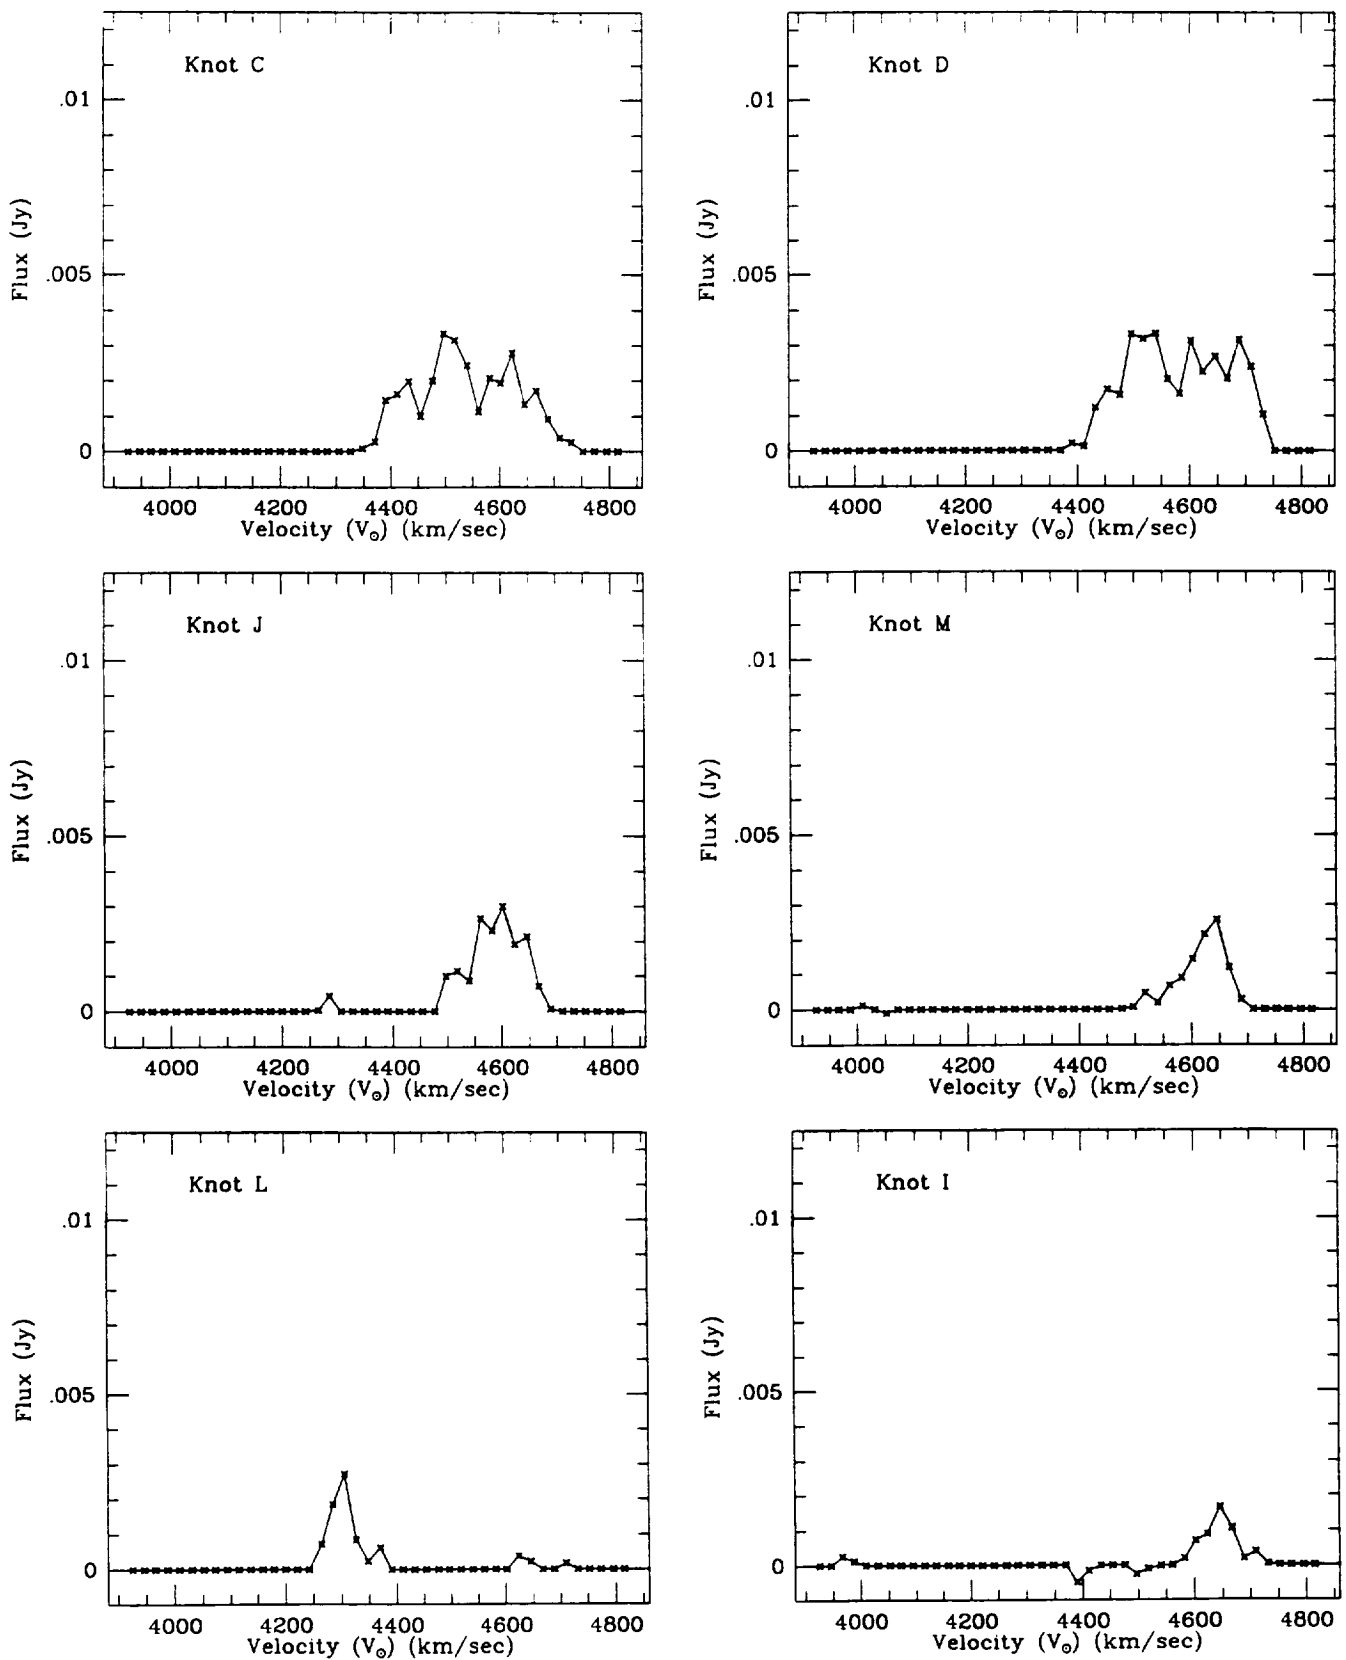 Knot C
.01
.005
0
Flux (Jy)
4000 4200 4400 4600 4800
Velocity (V⊙) (km/sec)
Knot D
.01
.005
0
Flux (Jy)
4000 4200 4400 4600 4800
Velocity (V⊙) (km/sec)
Knot J
.01
.005
0
Flux (Jy)
4000 4200 4400 4600 4800
Velocity (V⊙) (km/sec)
Knot M
.01
.005
0
Flux (Jy)
4000 4200 4400 4600 4800
Velocity (V⊙) (km/sec)
Knot L
.01
.005
0
Flux (Jy)
4000 4200 4400 4600 4800
Velocity (V⊙) (km/sec)
Knot I
.01
.005
0
Flux (Jy)
4000 4200 4400 4600 4800
Velocity (V⊙) (km/sec)